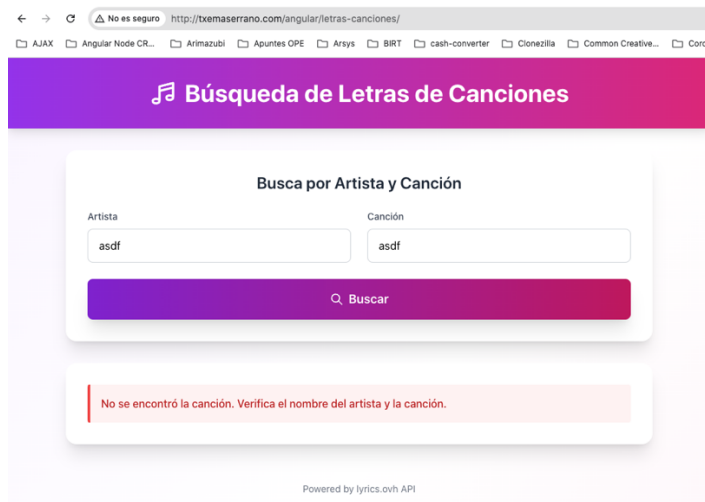 No es seguro http://txemaserrano.com/angular/letras-canciones/
AJAX Angular Node CR... Arimazubi Apuntes OPE Arsys BIRT cash-converter Clonezilla Common Creative...
Búsqueda de Letras de Canciones
Busca por Artista y Canción
Artista Canción
asdf asdf
Buscar
No se encontró la canción. Verifica el nombre del artista y la canción.
Powered by lyrics.ovh API